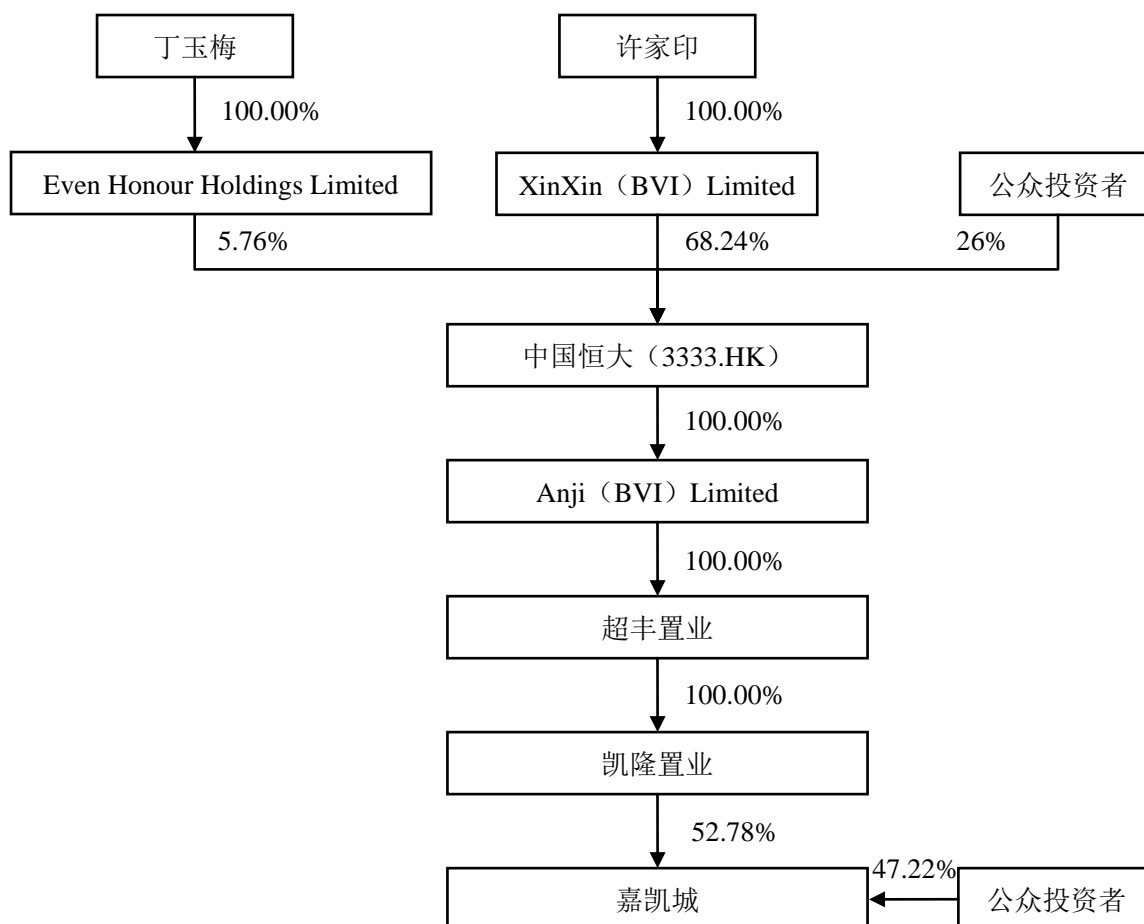 丁玉梅
许家印
100.00%
100.00%
Even Honour Holdings Limited
XinXin（BVI）Limited
公众投资者
5.76%
68.24%
26%
中国恒大（3333.HK）
100.00%
Anji（BVI）Limited
100.00%
超丰置业
100.00%
凯隆置业
52.78%
47.22%
嘉凯城
公众投资者